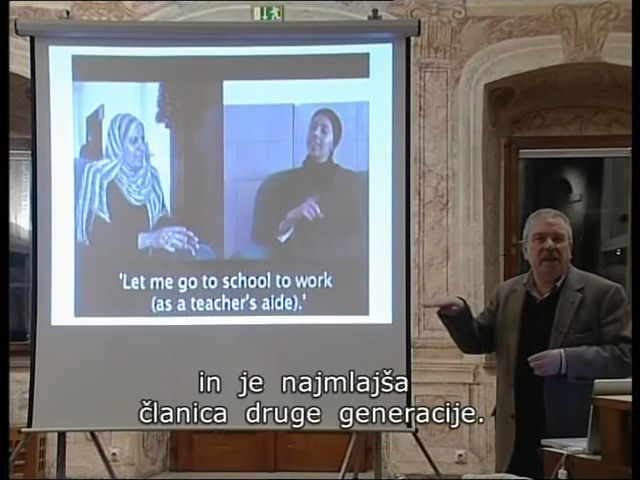 'Let me go to school to work
(as a teacher's aide).'
in je najmlajša
članica druge generacije.